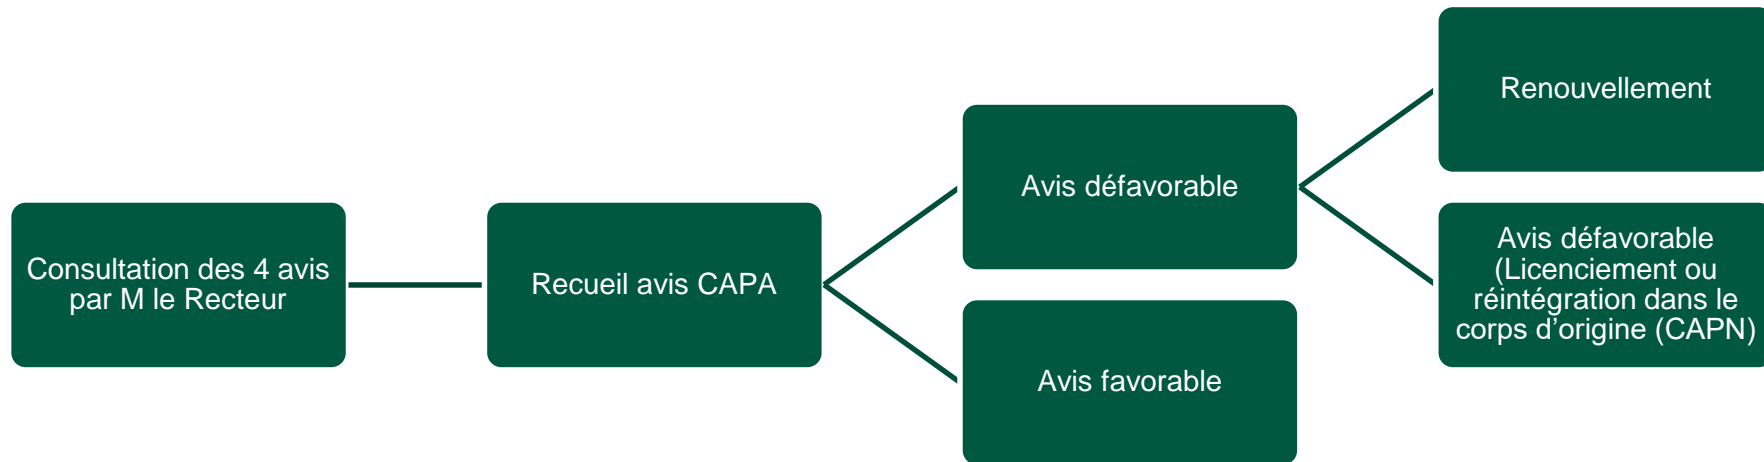 Consultation des 4 avis
par M le Recteur
Recueil avis CAPA
Avis défavorable
Avis favorable
Renouvellement
Avis défavorable
(Licenciement ou
réintégration dans le
corps d’origine (CAPN)